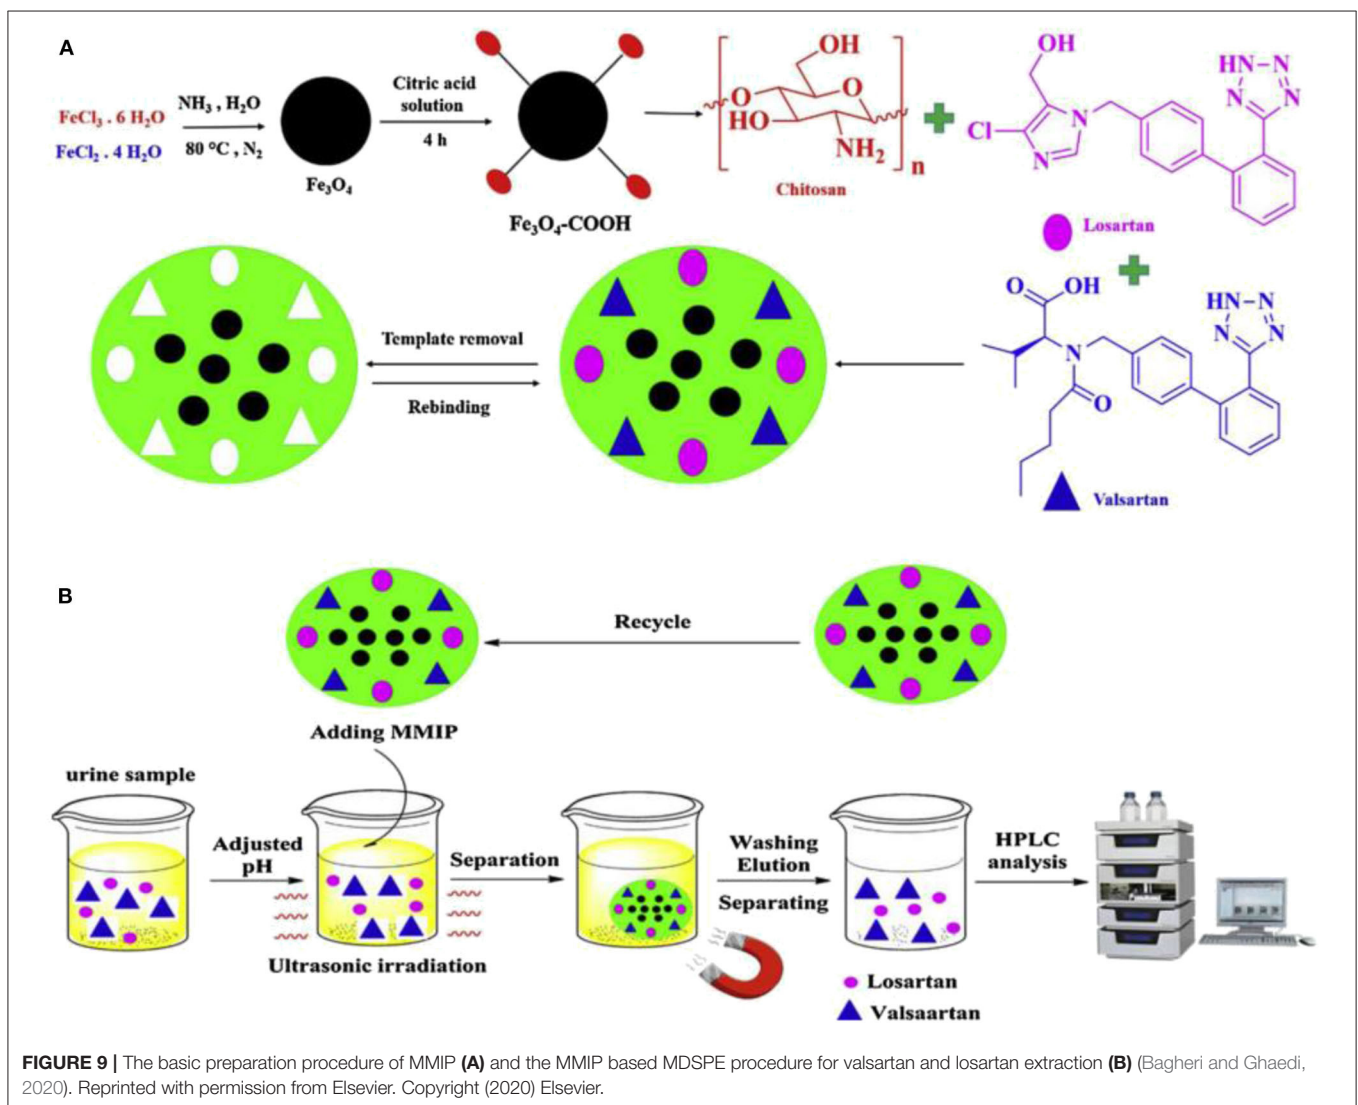 A
FeCl3 . 6 H2O
FeCl2 . 4 H2O
NH3 , H2O
80 °C , N2
Fe3O4
Citric acid
solution
4 h
Fe3O4-COOH
OH
O
O
HO
NH2
n
Chitosan
OH
Cl
N
N
HN-N
N
N
Losartan
O
OH
N
O
HN-N
N
N
Valsartan
Template removal
Rebinding
B
Recycle
Adding MMIP
urine sample
Adjusted
pH
Ultrasonic irradiation
Separation
Washing
Elution
Separating
HPLC
analysis
Losartan
Valsaartan
FIGURE 9 | The basic preparation procedure of MMIP (A) and the MMIP based MDSPE procedure for valsartan and losartan extraction (B) (Bagheri and Ghaedi,
2020). Reprinted with permission from Elsevier. Copyright (2020) Elsevier.